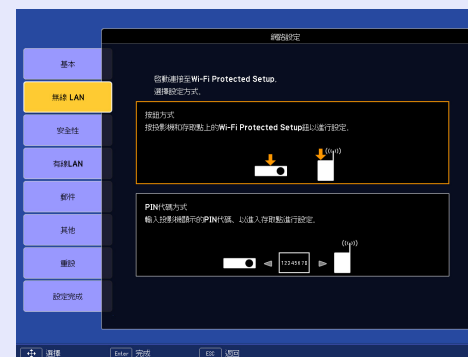 網路設定
基本
無線 LAN
安全性
有線LAN
郵件
其他
重設
設定完成
啓動連接至Wi-Fi Protected Setup.
選擇設定方式。
按鈕方式
按投影機和存取點上的Wi-Fi Protected Setup鈕以進行設定。
PIN代碼方式
輸入投影機顯示的PIN代碼、以進入存取點進行設定。
12345678
選擇
Enter 完成
ESC 返回